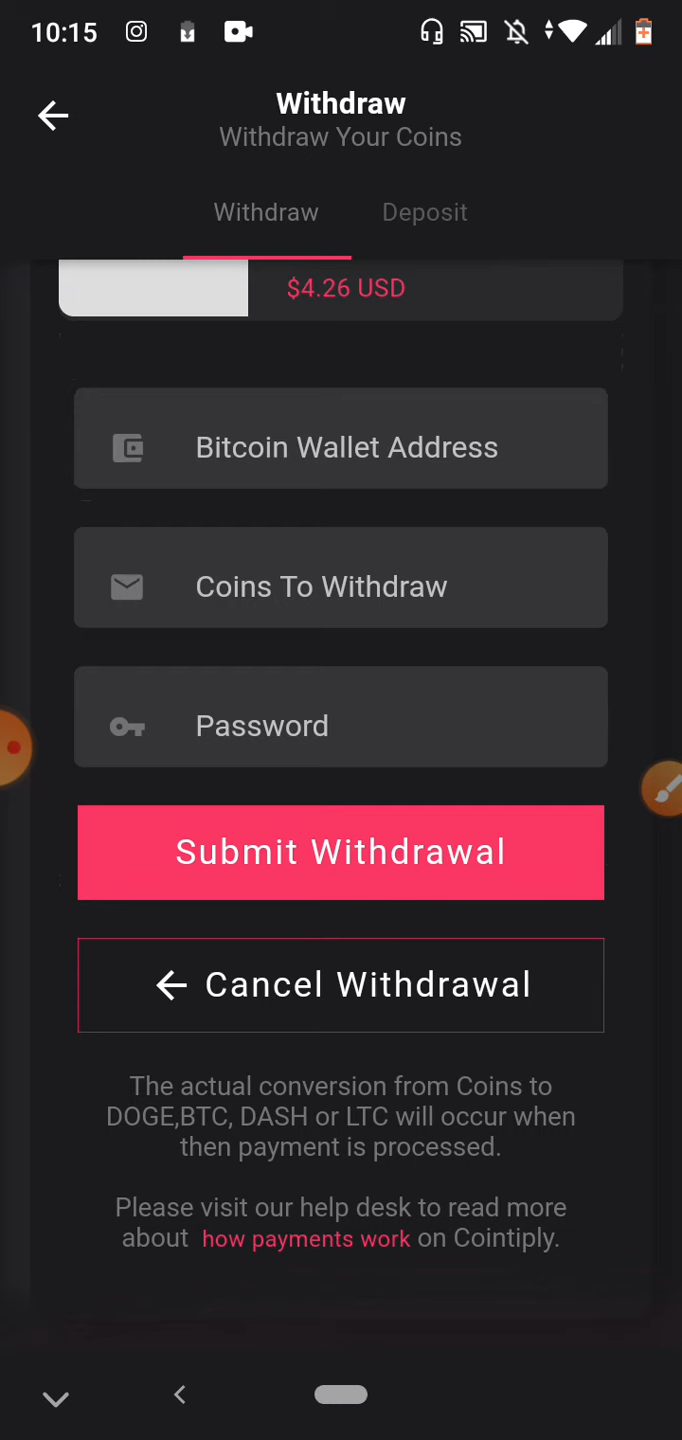 10:15
Withdraw
Withdraw Your Coins
Withdraw Deposit
$4.26 USD
Bitcoin Wallet Address
Coins To Withdraw
Password
Submit Withdrawal
Cancel Withdrawal
The actual conversion from Coins to
DOGE,BTC, DASH or LTC will occur when
then payment is processed.
Please visit our help desk to read more
about how payments work on Cointiply.